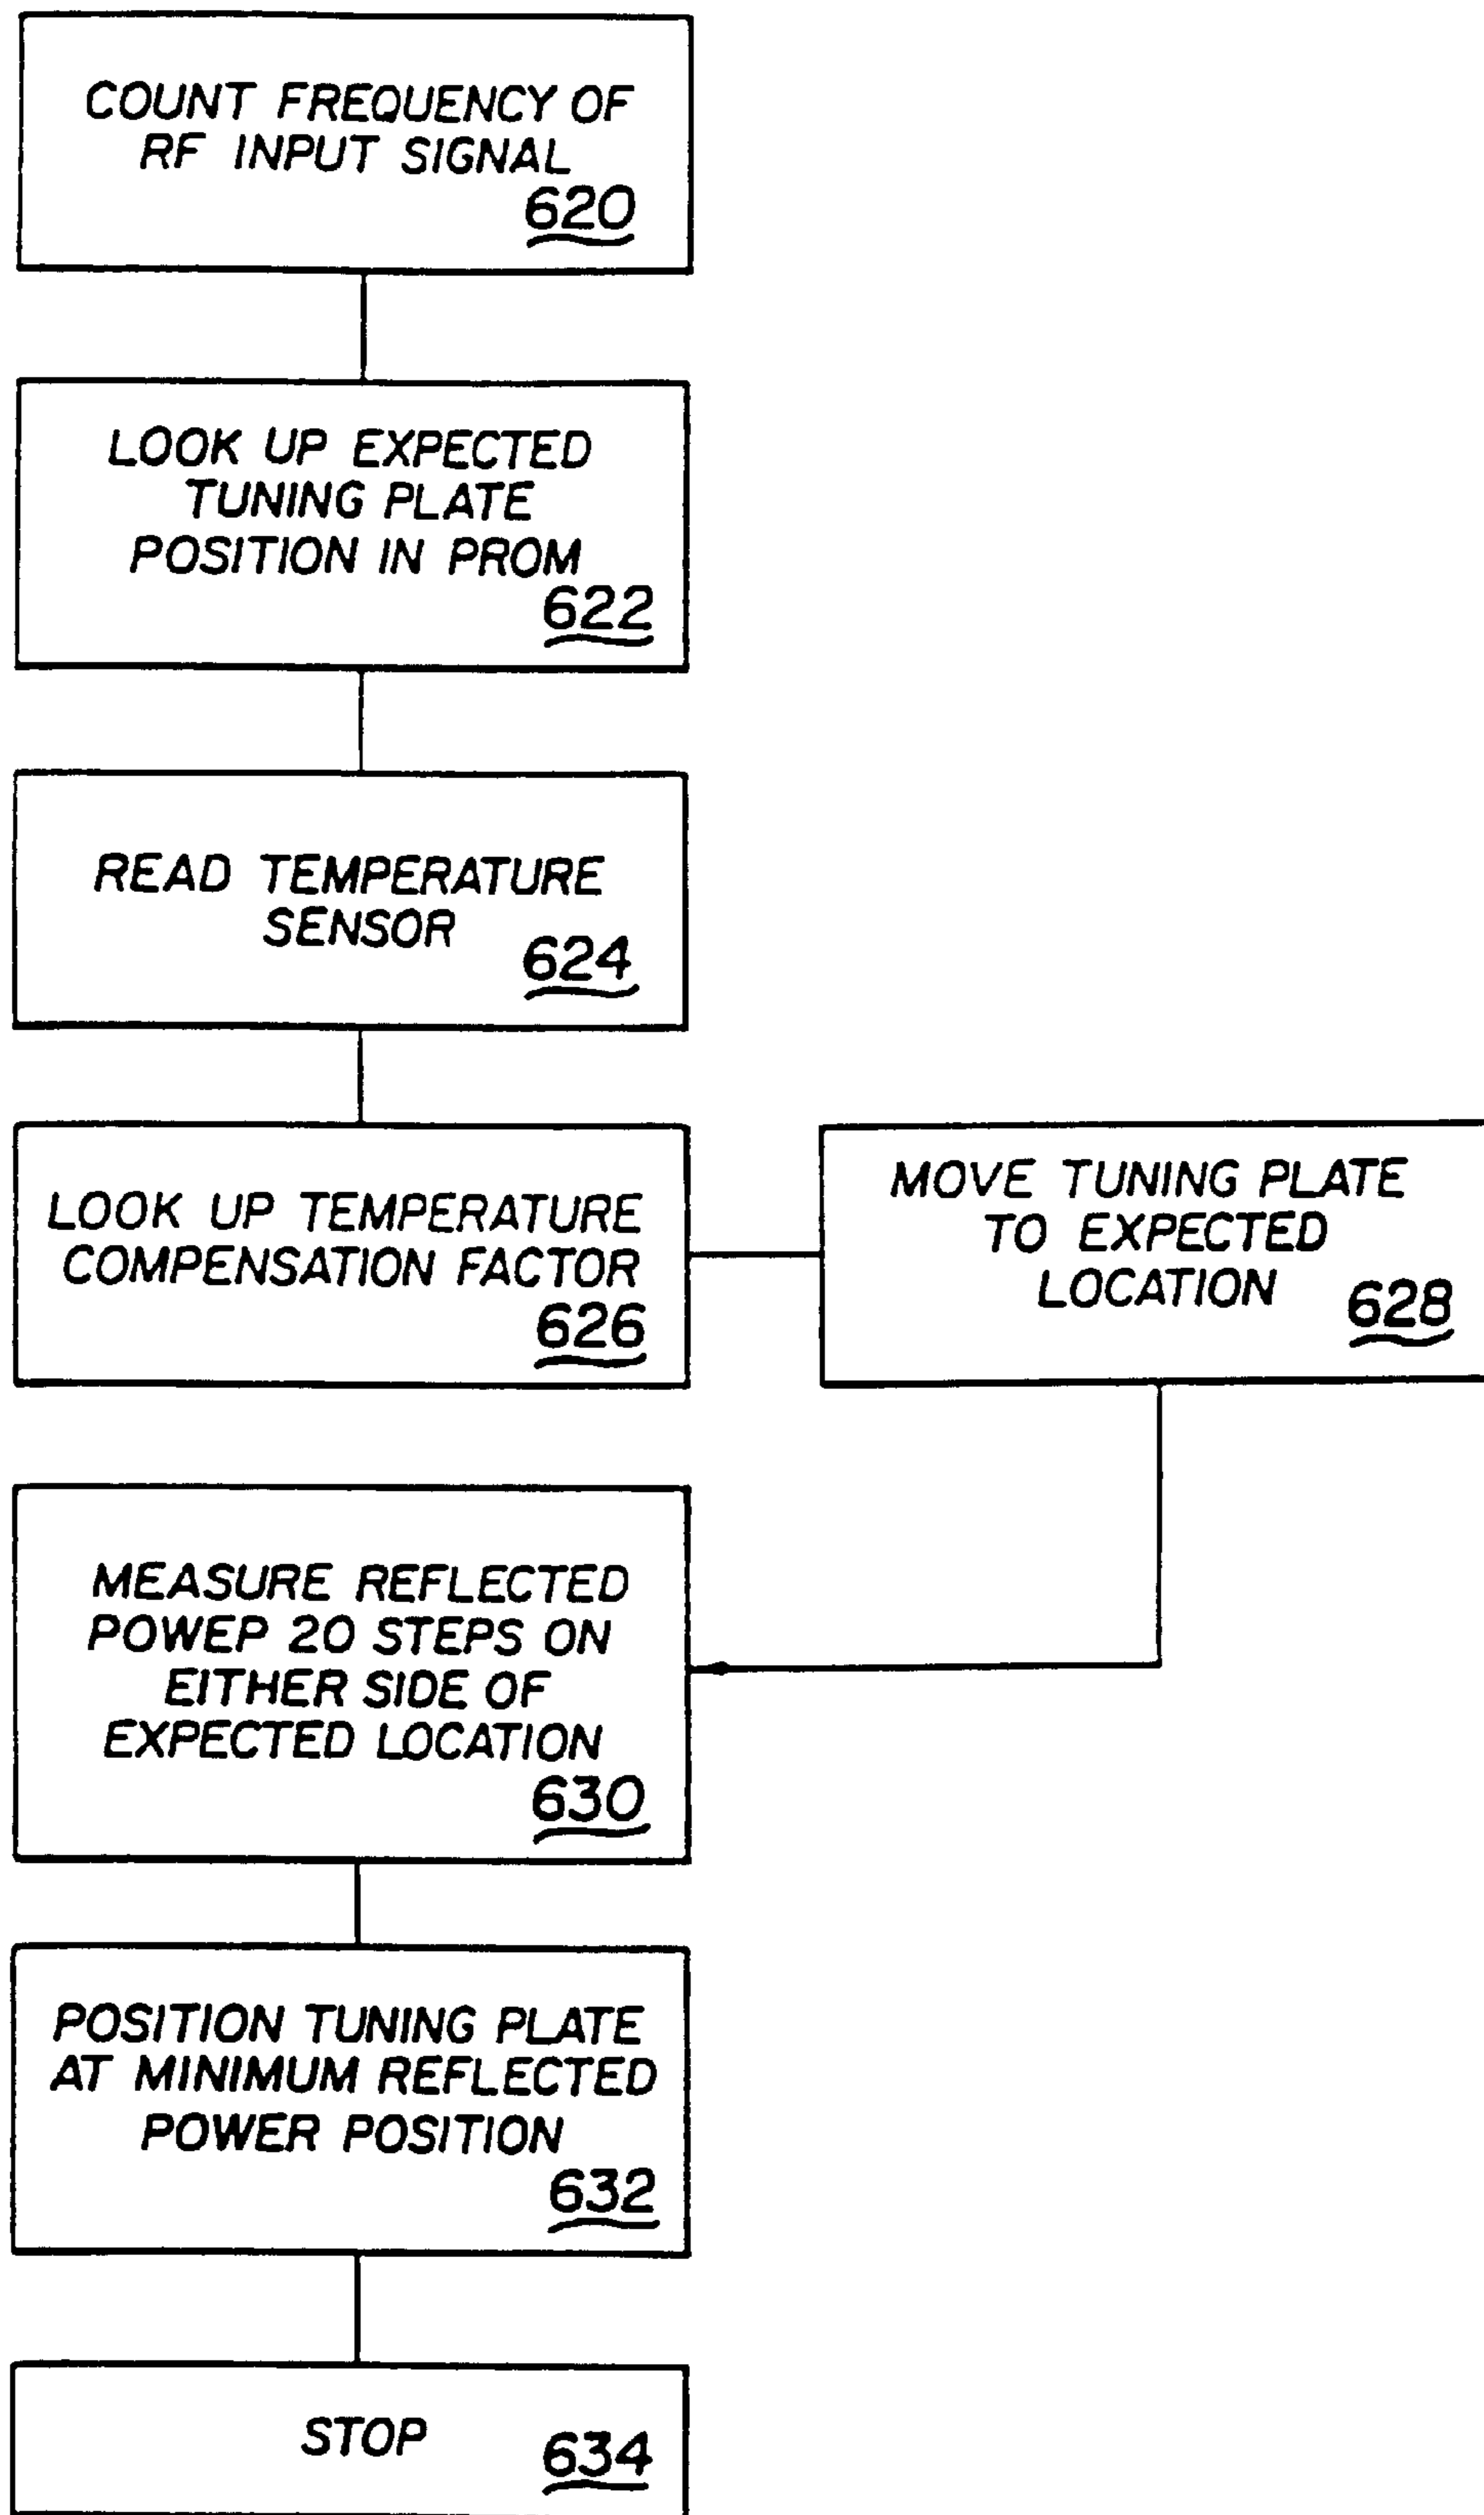 COUNT FREQUENCY OF
RF INPUT SIGNAL
620
LOOK UP EXPECTED
TUNING PLATE
POSITION IN PROM
622
READ TEMPERATURE
SENSOR
624
LOOK UP TEMPERATURE
COMPENSATION FACTOR
626
MOVE TUNING PLATE
TO EXPECTED
LOCATION
628
MEASURE REFLECTED
POWEP 20 STEPS ON
EITHER SIDE OF
EXPECTED LOCATION
630
POSITION TUNING PLATE
AT MINIMUM REFLECTED
POWER POSITION
632
STOP
634